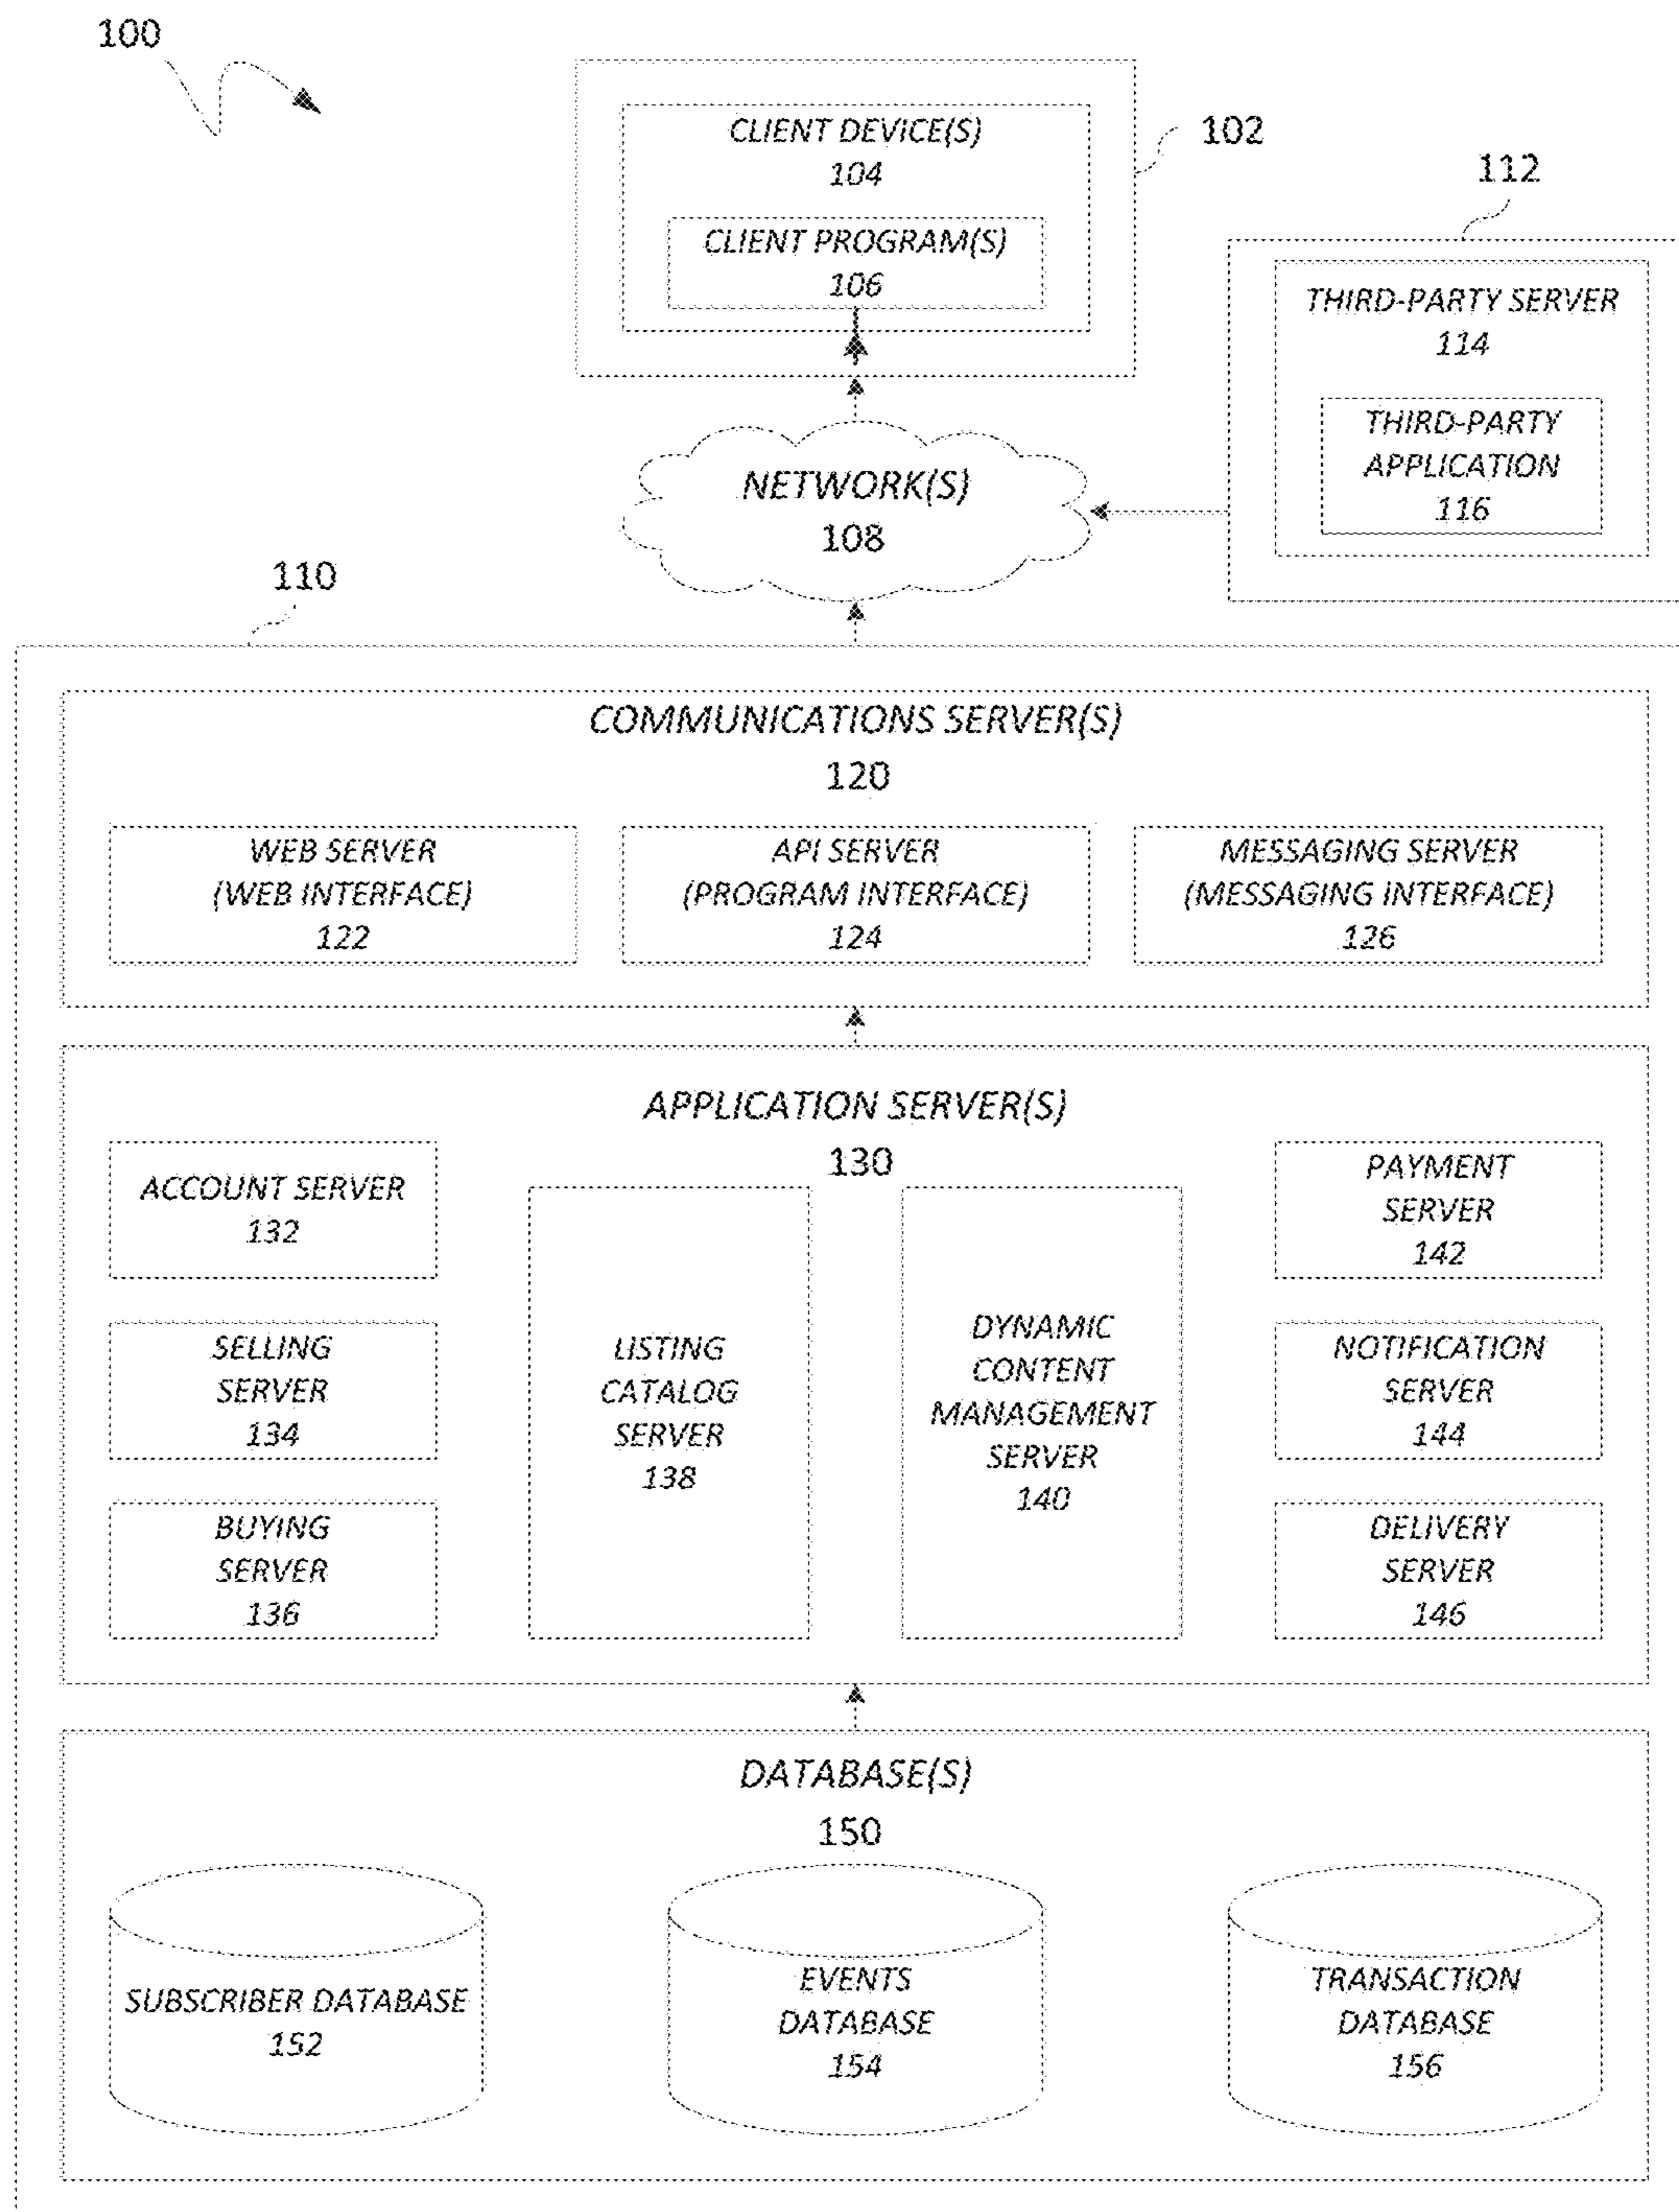 100
CLIENT DEVICE(S)
104
102
CLIENT PROGRAM(S)
106
112
THIRD-PARTY SERVER
114
THIRD-PARTY
APPLICATION
116
NETWORK(S)
108
110
COMMUNICATIONS SERVER(S)
120
WEB SERVER
(WEB INTERFACE)
122
API SERVER
(PROGRAM INTERFACE)
124
MESSAGING SERVER
(MESSAGING INTERFACE)
126
APPLICATION SERVER(S)
130
ACCOUNT SERVER
132
SELLING
SERVER
134
BUYING
SERVER
136
LISTING
CATALOG
SERVER
138
DYNAMIC
CONTENT
MANAGEMENT
SERVER
140
PAYMENT
SERVER
142
NOTIFICATION
SERVER
144
DELIVERY
SERVER
146
DATABASE(S)
150
SUBSCRIBER DATABASE
152
EVENTS
DATABASE
154
TRANSACTION
DATABASE
156